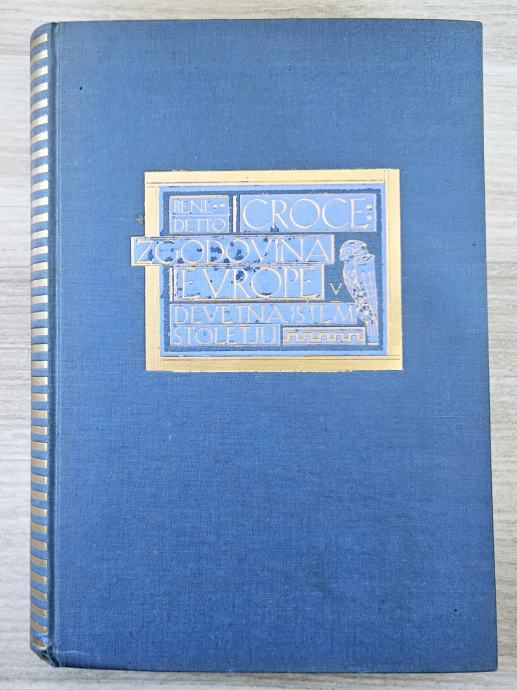 BENE-
DETTO CROCE:
ZGODOVINA
EVROPE V
DEVETNAJSTEM
STOLETJU